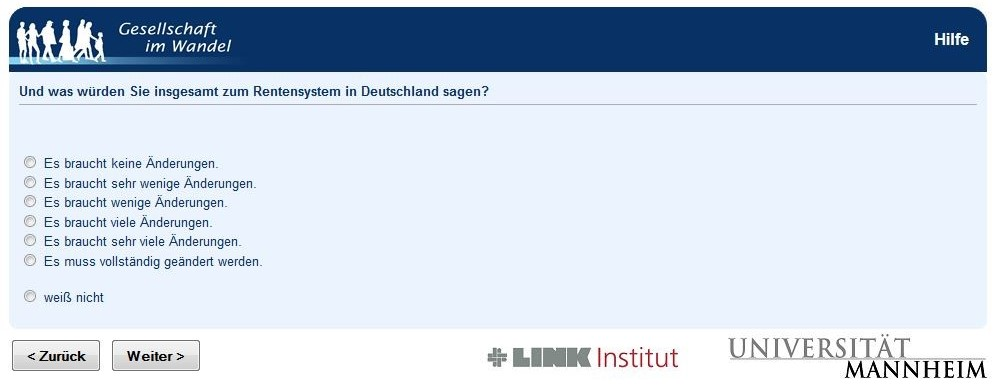 Gesellschaft
im Wandel
Hilfe
Und was würden Sie insgesamt zum Rentensystem in Deutschland sagen?
Es braucht keine Änderungen.
Es braucht sehr wenige Änderungen.
Es braucht wenige Änderungen.
Es braucht viele Änderungen.
Es braucht sehr viele Änderungen.
Es muss vollständig geändert werden.
weiß nicht
< Zurück
Weiter >
LINK Institut
UNIVERSITÄT
MANNHEIM